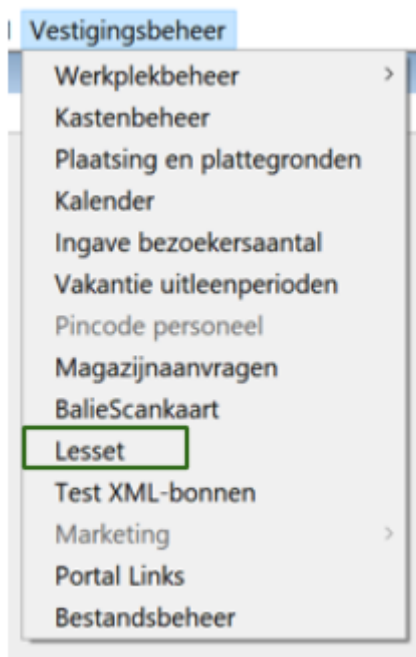 Vestigingsbeheer
Werkplekbeheer
Kastenbeheer
Plaatsing en plattegronden
Kalender
Ingave bezoekersaantal
Vakantie uitleenperioden
Pincode personeel
Magazijnaanvragen
BalieScankaart
Lesset
Test XML-bonnen
Marketing
Portal Links
Bestandsbeheer